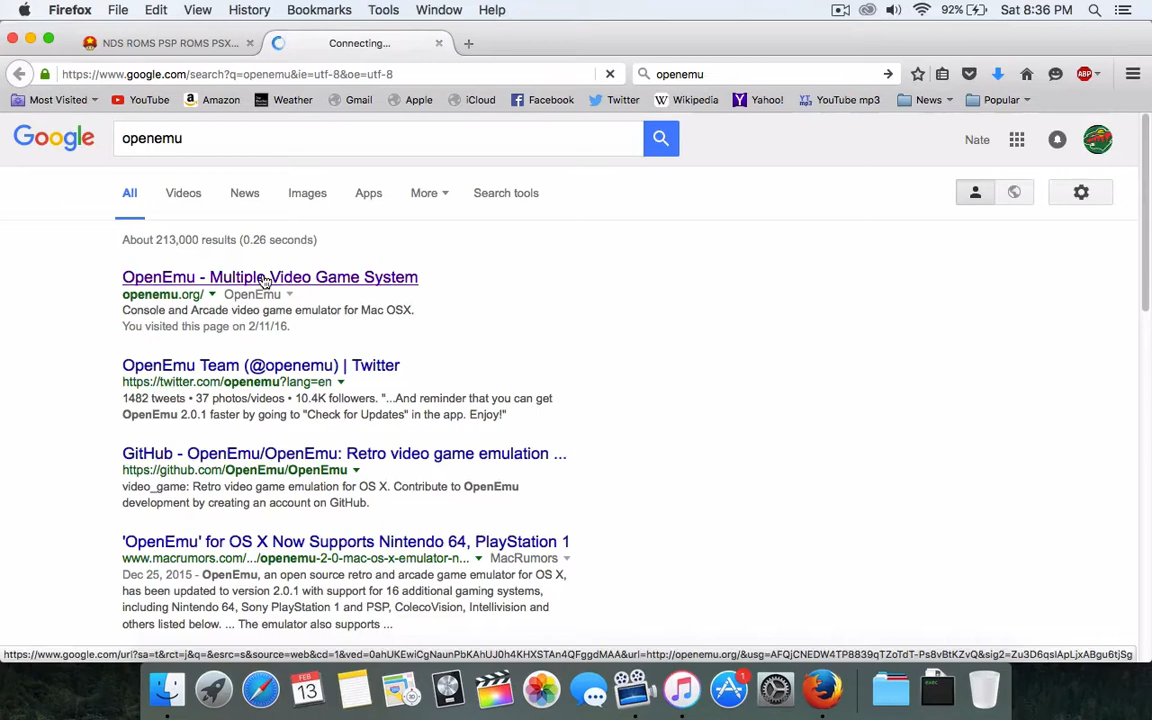 Firefox File Edit View History Bookmarks Tools Window Help 92% Sat 8:36 PM
NDS ROMS PSP ROMS PSX... Connecting...
https://www.google.com/search?q=openemu&ie=utf-8&oe=utf-8 openemu ABP
Most Visited YouTube Amazon Weather Gmail Apple iCloud Facebook Twitter Wikipedia Yahoo! YouTube mp3 News Popular
Google openemu Nate
All Videos News Images Apps More Search tools
About 213,000 results (0.26 seconds)
OpenEmu - Multiple Video Game System
openemu.org/ OpenEmu
Console and Arcade video game emulator for Mac OSX.
You visited this page on 2/11/16.
OpenEmu Team (@openemu) | Twitter
https://twitter.com/openemu?lang=en
1482 tweets • 37 photos/videos • 10.4K followers. "...And reminder that you can get
OpenEmu 2.0.1 faster by going to "Check for Updates" in the app. Enjoy!"
GitHub - OpenEmu/OpenEmu: Retro video game emulation ...
https://github.com/OpenEmu/OpenEmu
video_game: Retro video game emulation for OS X. Contribute to OpenEmu
development by creating an account on GitHub.
'OpenEmu' for OS X Now Supports Nintendo 64, PlayStation 1
www.macrumors.com/.../openemu-2-0-mac-os-x-emulator-n... MacRumors
Dec 25, 2015 - OpenEmu, an open source retro and arcade game emulator for OS X,
has been updated to version 2.0.1 with support for 16 additional gaming systems,
including Nintendo 64, Sony PlayStation 1 and PSP, ColecoVision, Intellivision and
others listed below. ... The emulator also supports ...
FEB
13
1